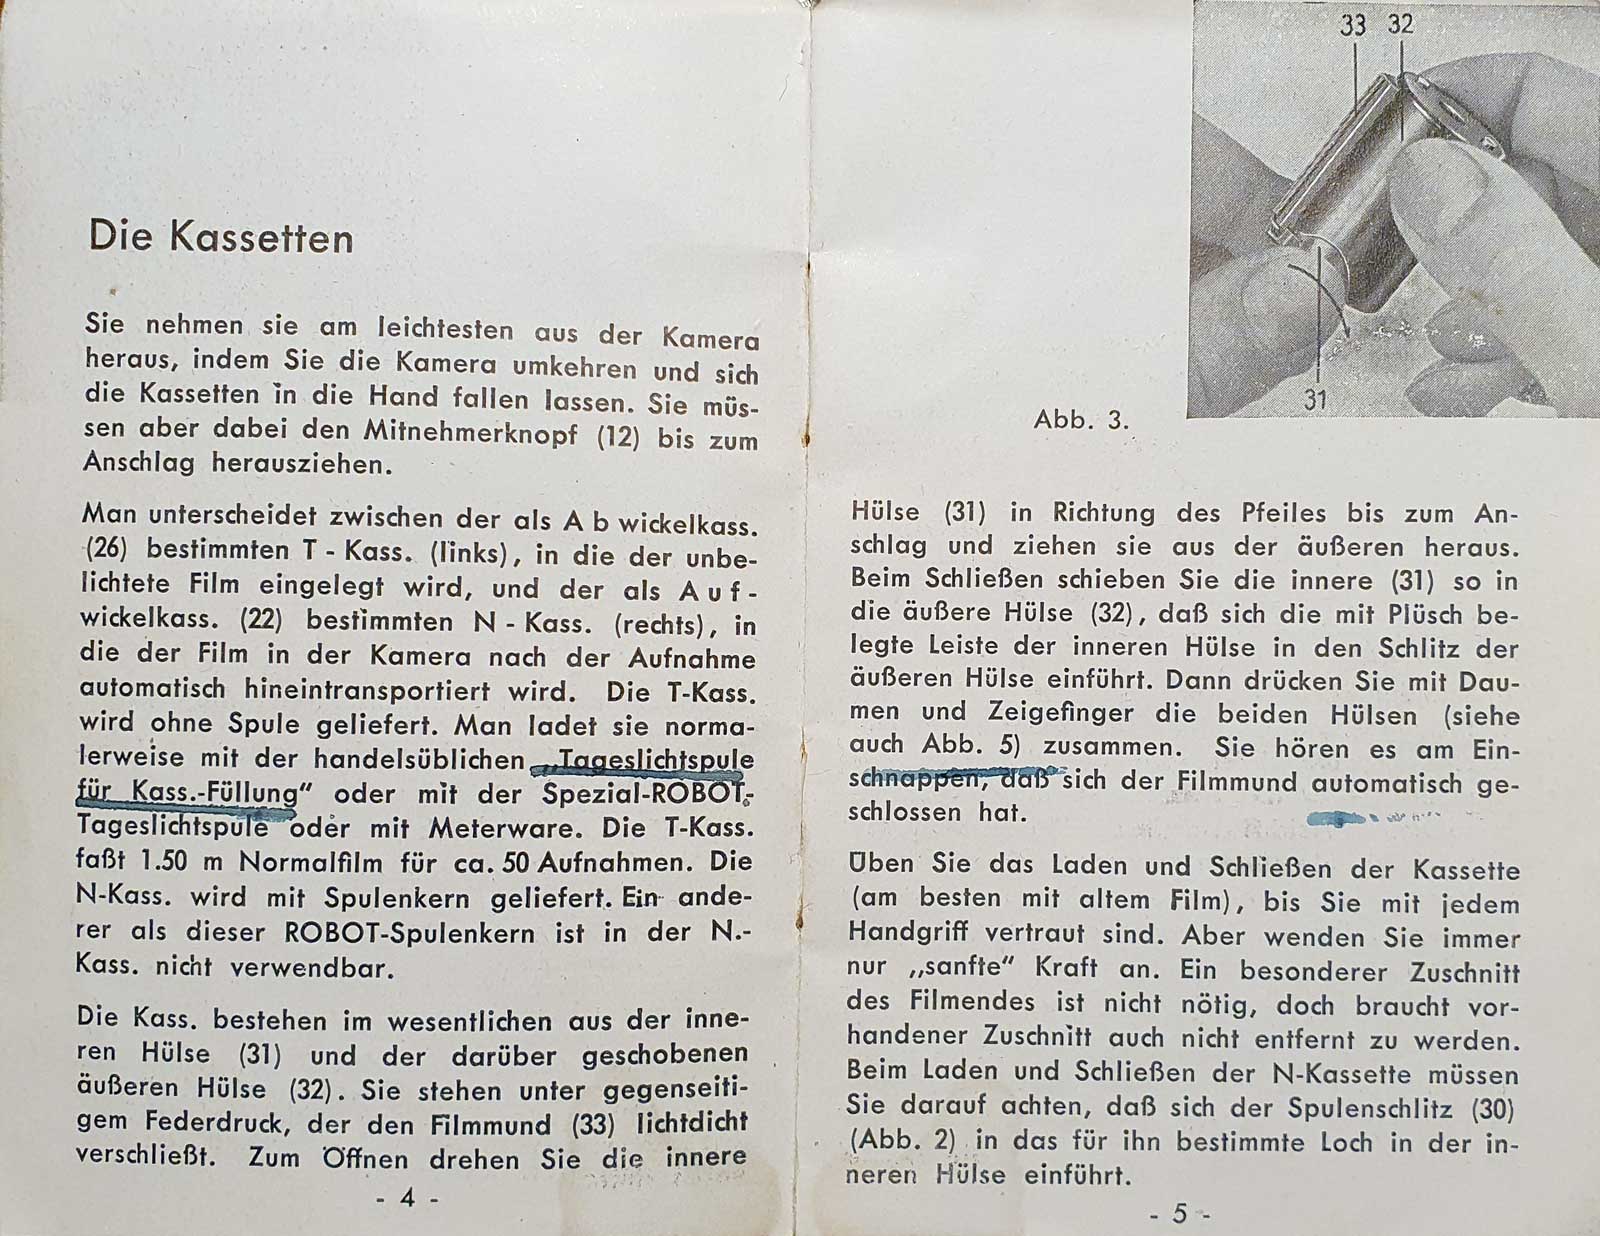 Die Kassetten
Sie nehmen sie am leichtesten aus der Kamera
heraus, indem Sie die Kamera umkehren und sich
die Kassetten in die Hand fallen lassen. Sie müs-
sen aber dabei den Mitnehmerknopf (12) bis zum
Anschlag herausziehen.
Man unterscheidet zwischen der als A b wickelkass.
(26) bestimmten T - Kass. (links), in die der unbe-
lichtete Film eingelegt wird, und der als A u f -
wickelkass. (22) bestimmten N - Kass. (rechts), in
die der Film in der Kamera nach der Aufnahme
automatisch hineintransportiert wird. Die T-Kass.
wird ohne Spule geliefert. Man ladet sie norma-
lerweise mit der handelsüblichen „Tageslichtspule
für Kass.-Füllung" oder mit der Spezial-ROBOT-
Tageslichtspule oder mit Meterware. Die T-Kass.
faßt 1.50 m Normalfilm für ca. 50 Aufnahmen. Die
N-Kass. wird mit Spulenkern geliefert. Ein ande-
rer als dieser ROBOT-Spulenkern ist in der N.-
Kass. nicht verwendbar.
Die Kass. bestehen im wesentlichen aus der inne-
ren Hülse (31) und der darüber geschobenen
äußeren Hülse (32). Sie stehen unter gegenseiti-
gem Federdruck, der den Filmmund (33) lichtdicht
verschließt. Zum Öffnen drehen Sie die innere
- 4 -
33 32
31
Abb. 3.
Hülse (31) in Richtung des Pfeiles bis zum An-
schlag und ziehen sie aus der äußeren heraus.
Beim Schließen schieben Sie die innere (31) so in
die äußere Hülse (32), daß sich die mit Plüsch be-
legte Leiste der inneren Hülse in den Schlitz der
äußeren Hülse einführt. Dann drücken Sie mit Dau-
men und Zeigefinger die beiden Hülsen (siehe
auch Abb. 5) zusammen. Sie hören es am Ein-
schnappen, daß sich der Filmmund automatisch ge-
schlossen hat.
Üben Sie das Laden und Schließen der Kassette
(am besten mit altem Film), bis Sie mit jedem
Handgriff vertraut sind. Aber wenden Sie immer
nur „sanfte" Kraft an. Ein besonderer Zuschnitt
des Filmendes ist nicht nötig, doch braucht vor-
handener Zuschnitt auch nicht entfernt zu werden.
Beim Laden und Schließen der N-Kassette müssen
Sie darauf achten, daß sich der Spulenschlitz (30)
(Abb. 2) in das für ihn bestimmte Loch in der in-
neren Hülse einführt.
- 5 -